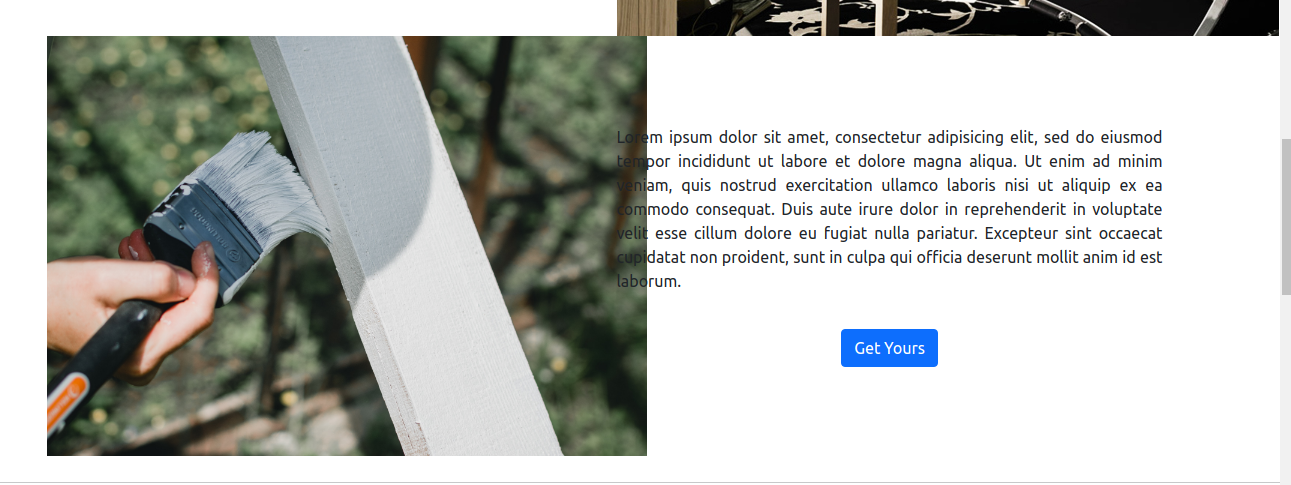 Lorem ipsum dolor sit amet, consectetur adipisicing elit, sed do eiusmod
tempor incididunt ut labore et dolore magna aliqua. Ut enim ad minim
veniam, quis nostrud exercitation ullamco laboris nisi ut aliquip ex ea
commodo consequat. Duis aute irure dolor in reprehenderit in voluptate
velit esse cillum dolore eu fugiat nulla pariatur. Excepteur sint occaecat
cupidatat non proident, sunt in culpa qui officia deserunt mollit anim id est
laborum.
Get Yours